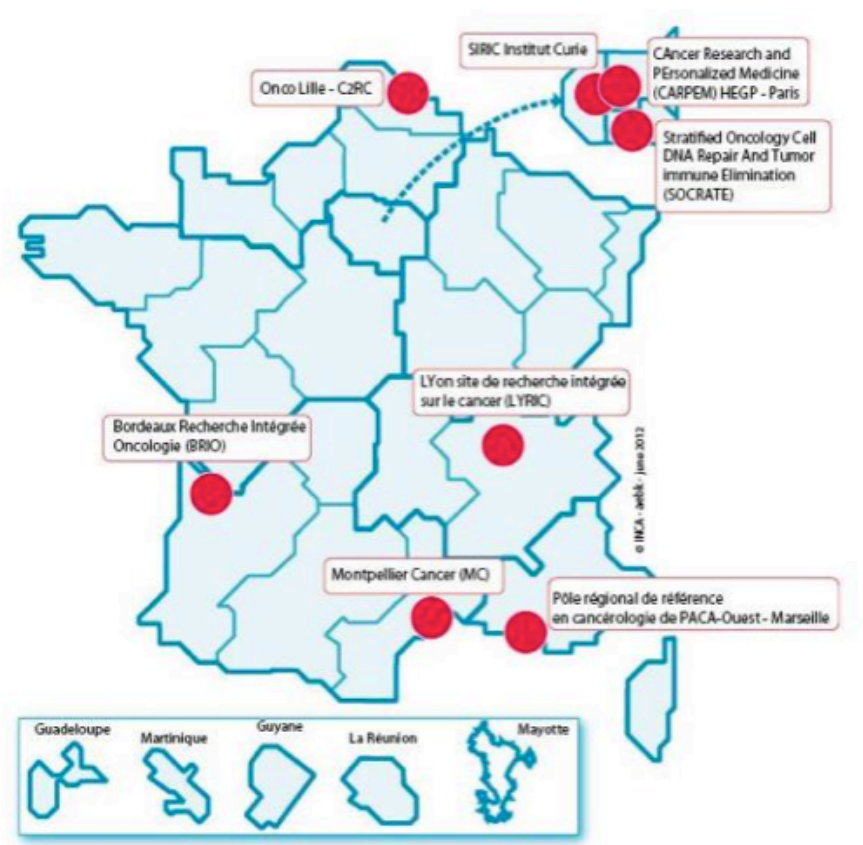 SIRIC Institut Curie
CAncer Research and
PErsonalized Medicine
(CARPEM) HEGP - Paris
Onco Lille - C2RC
Stratified Oncology Cell
DNA Repair And Tumor
immune Elimination
(SOCRATE)
LYon site de recherche intégrée
sur le cancer (LYRIC)
Bordeaux Recherche Intégrée
Oncologie (BRIO)
© INCA - aebk - june 2012
Montpellier Cancer (MC)
Pôle régional de référence
en cancérologie de PACA-Ouest - Marseille
Guadeloupe
Martinique
Guyane
La Réunion
Mayotte